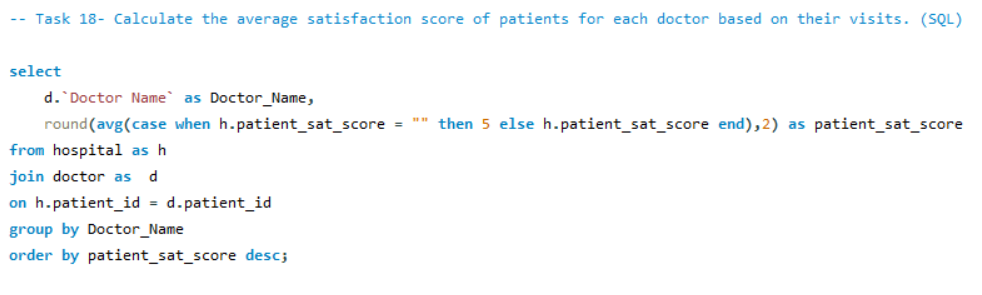 -- Task 18- Calculate the average satisfaction score of patients for each doctor based on their visits. (SQL)
select
d.`Doctor Name` as Doctor_Name,
round(avg(case when h.patient_sat_score = "" then 5 else h.patient_sat_score end),2) as patient_sat_score
from hospital as h
join doctor as  d
on h.patient_id = d.patient_id
group by Doctor_Name
order by patient_sat_score desc;